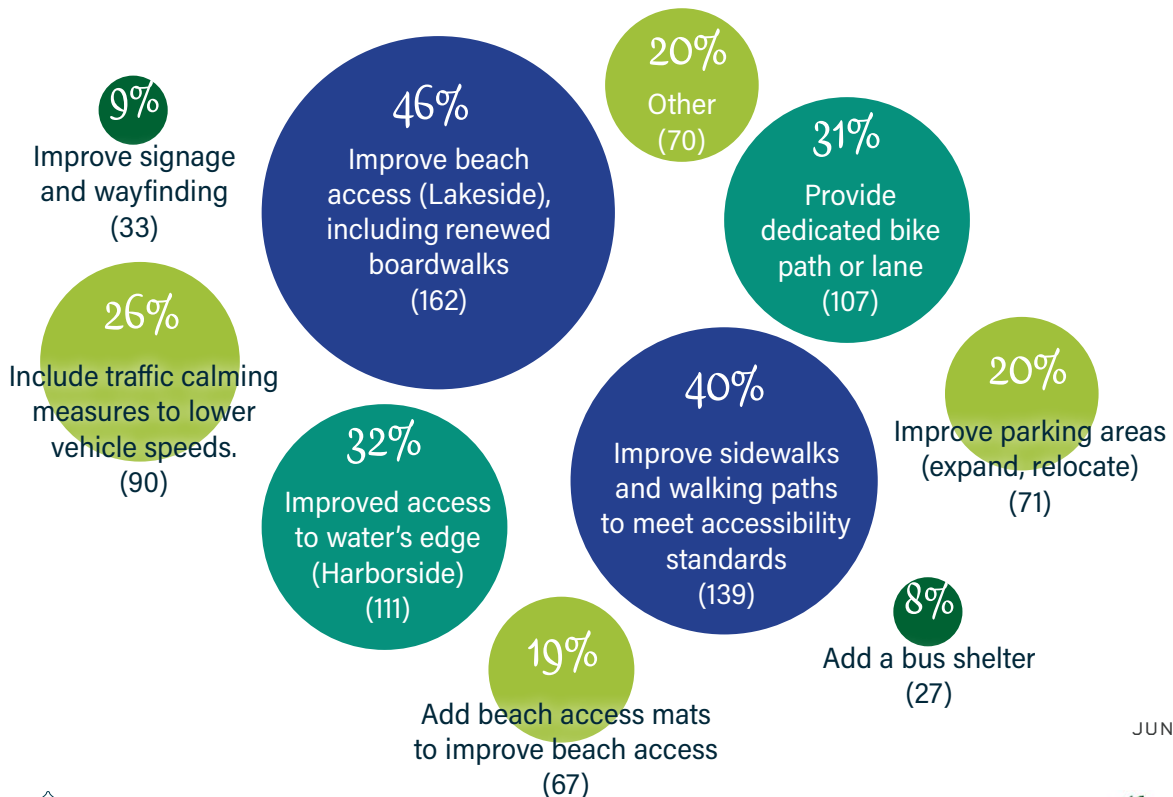 9%
Improve signage
and wayfinding
(33)
46%
Improve beach
access (Lakeside),
including renewed
boardwalks
(162)
20%
Other
(70)
31%
Provide
dedicated bike
path or lane
(107)
26%
Include traffic calming
measures to lower
vehicle speeds.
(90)
32%
Improved access
to water's edge
(Harborside)
(111)
40%
Improve sidewalks
and walking paths
to meet accessibility
standards
(139)
20%
Improve parking areas
(expand, relocate)
(71)
19%
Add beach access mats
to improve beach access
(67)
8%
Add a bus shelter
(27)
JUN